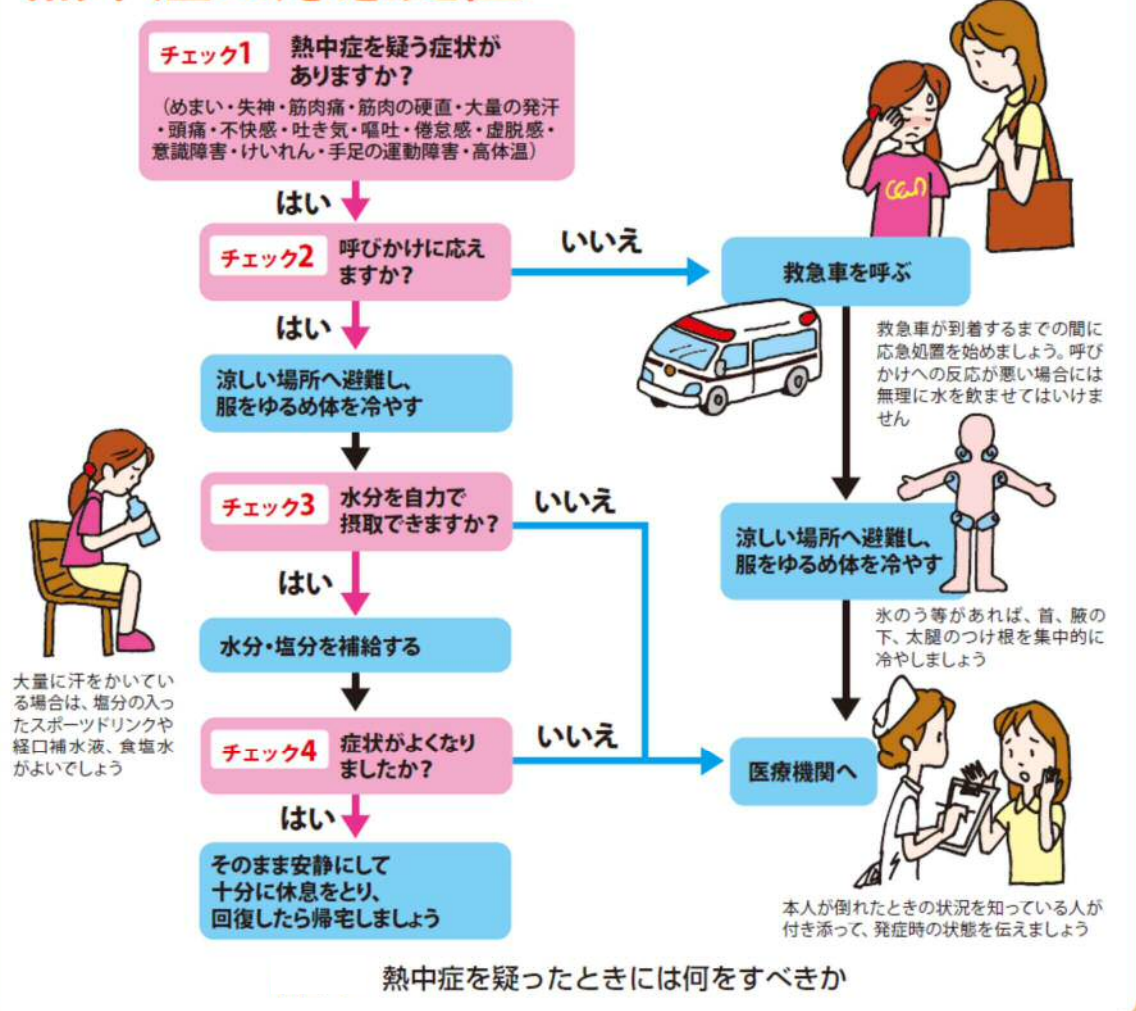 チェック1
熱中症を疑う症状が
ありますか？
（めまい・失神・筋肉痛・筋肉の硬直・大量の発汗
・頭痛・不快感・吐き気・嘔吐・倦怠感・虚脱感・
意識障害・けいれん・手足の運動障害・高体温）
はい
チェック2
呼びかけに応え
ますか？
いいえ
救急車を呼ぶ
救急車が到着するまでの間に
応急処置を始めましょう。呼び
かけへの反応が悪い場合には
無理に水を飲ませてはいけま
せん
はい
涼しい場所へ避難し、
服をゆるめ体を冷やす
チェック3
水分を自力で
摂取できますか？
いいえ
涼しい場所へ避難し、
服をゆるめ体を冷やす
氷のう等があれば、首、腋の
下、太腿のつけ根を集中的に
冷やしましょう
はい
水分・塩分を補給する
大量に汗をかいてい
る場合は、塩分の入っ
たスポーツドリンクや
経口補水液、食塩水
がよいでしょう
チェック4
症状がよくなり
ましたか？
いいえ
医療機関へ
はい
そのまま安静にして
十分に休息をとり、
回復したら帰宅しましょう
本人が倒れたときの状況を知っている人が
付き添って、発症時の状態を伝えましょう
熱中症を疑ったときには何をすべきか